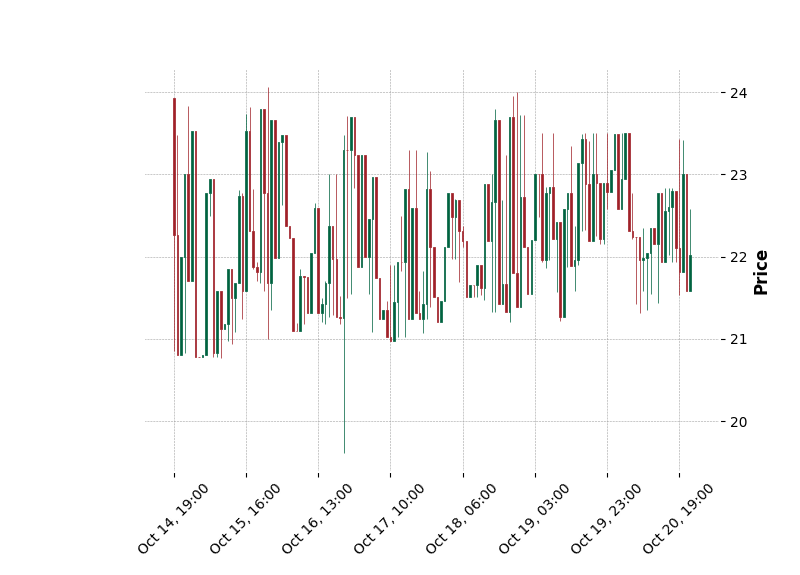 24
23
22
21
20
Price
Oct 14, 19:00
Oct 15, 16:00
Oct 16, 13:00
Oct 17, 10:00
Oct 18, 06:00
Oct 19, 03:00
Oct 19, 23:00
Oct 20, 19:00